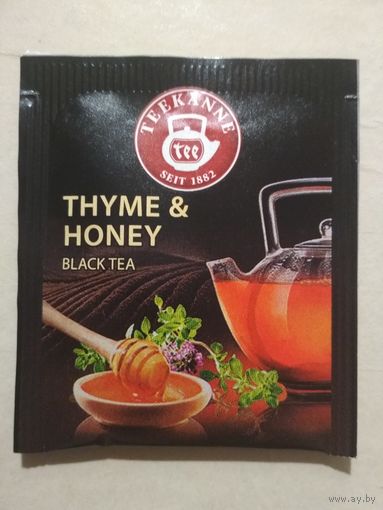 TEEKANNE
tee
SEIT 1882
THYME &
HONEY
BLACK TEA
www.ay.by